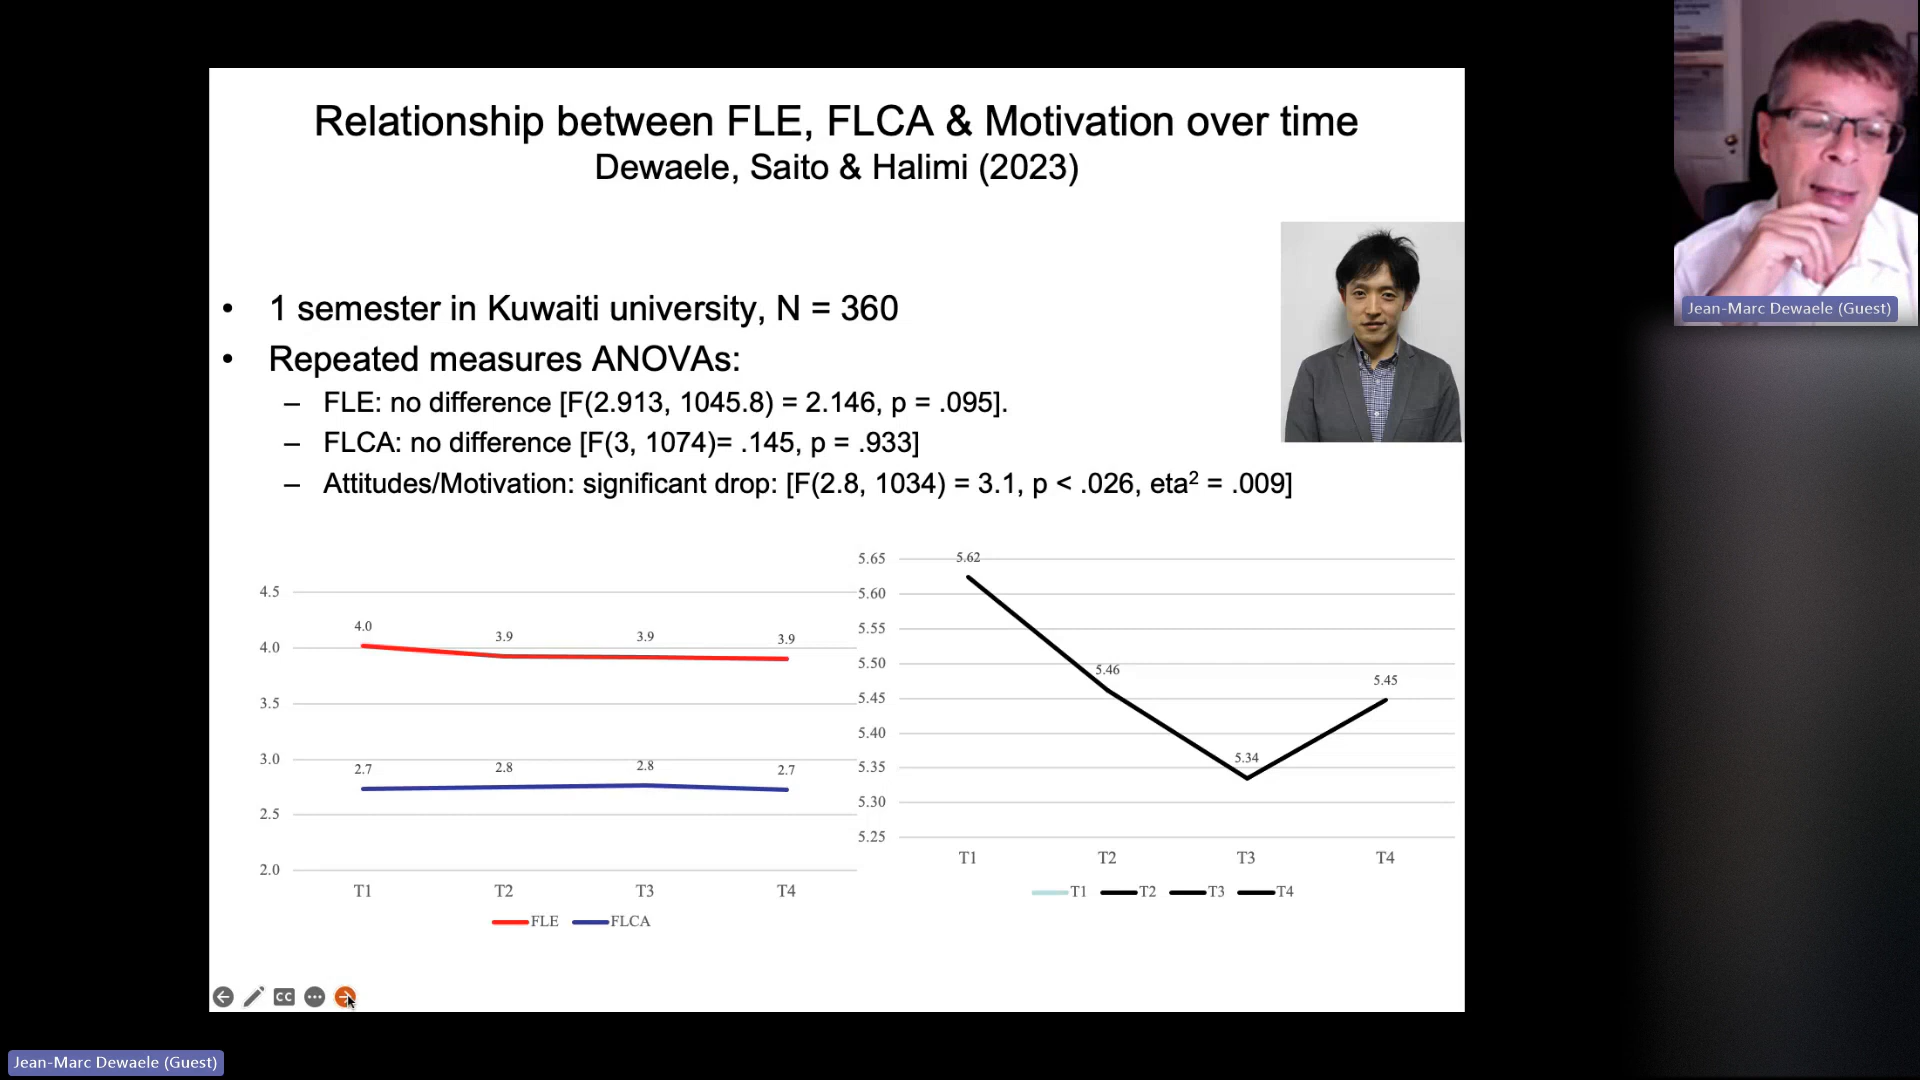 Relationship between FLE, FLCA & Motivation over time
Dewaele, Saito & Halimi (2023)
• 1 semester in Kuwaiti university, N = 360
• Repeated measures ANOVAs:
– FLE: no difference [F(2.913, 1045.8) = 2.146, p = .095].
– FLCA: no difference [F(3, 1074)= .145, p = .933]
– Attitudes/Motivation: significant drop: [F(2.8, 1034) = 3.1, p < .026, eta² = .009]
4.5
4.0
3.5
3.0
2.5
2.0
4.0 3.9 3.9 3.9
2.7 2.8 2.8 2.7
T1 T2 T3 T4
FLE FLCA
5.65
5.60
5.55
5.50
5.45
5.40
5.35
5.30
5.25
5.62
5.46
5.34
5.45
T1 T2 T3 T4
T1 T2 T3 T4
CC
Jean-Marc Dewaele (Guest)
Jean-Marc Dewaele (Guest)